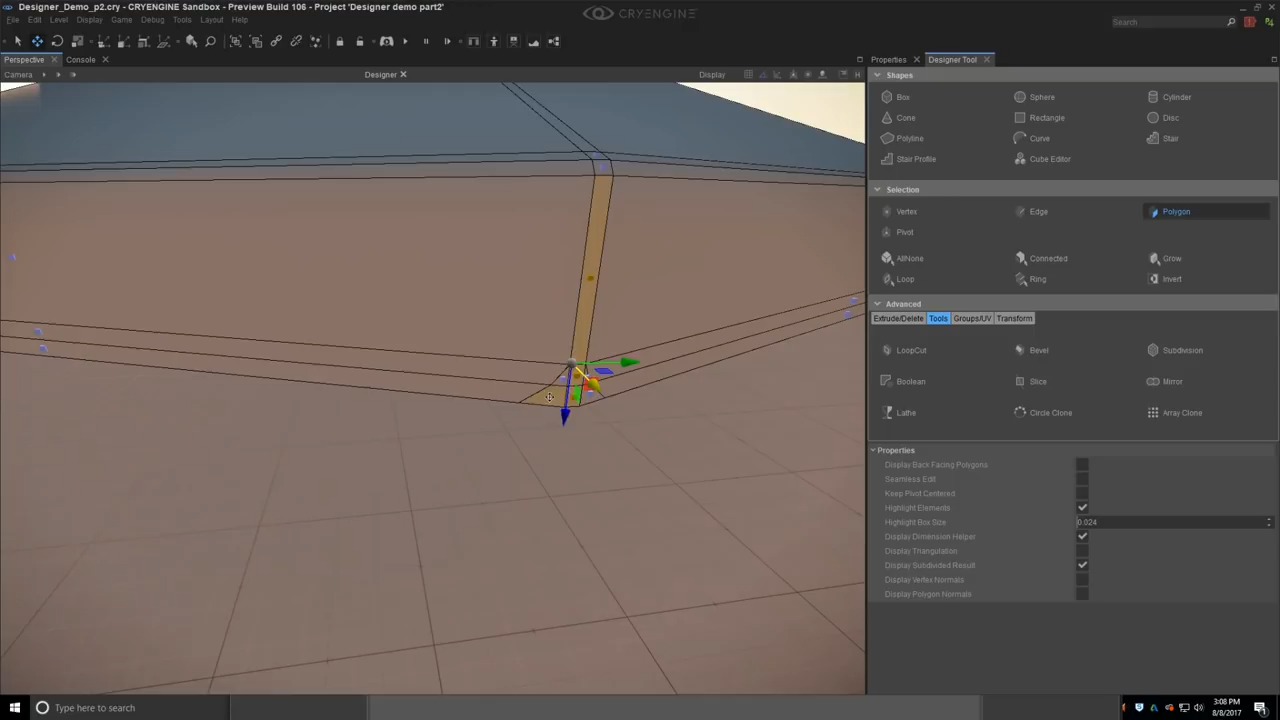 Designer_Demo_p2.cry - CRYENGINE Sandbox - Preview Build 106 - Project 'Designer demo part2'
File Edit Level Display Game Debug Tools Layout Help
CRYENGINE
Search
Perspective Console
Properties Designer Tool
Camera Designer Display
Shapes
Box Sphere Cylinder
Cone Rectangle Disc
Polyline Curve Stair
Stair Profile Cube Editor
Selection
Vertex Edge Polygon
Pivot
AllNone Connected Grow
Loop Ring Invert
Advanced
Extrude/Delete Tools Groups/UV Transform
LoopCut Bevel Subdivision
Boolean Slice Mirror
Lathe Circle Clone Array Clone
Properties
Display Back Facing Polygons
Seamless Edit
Keep Pivot Centered
Highlight Elements
Highlight Box Size 0.024
Display Dimension Helper
Display Triangulation
Display Subdivided Result
Display Vertex Normals
Display Polygon Normals
Type here to search
3:08 PM
8/8/2017